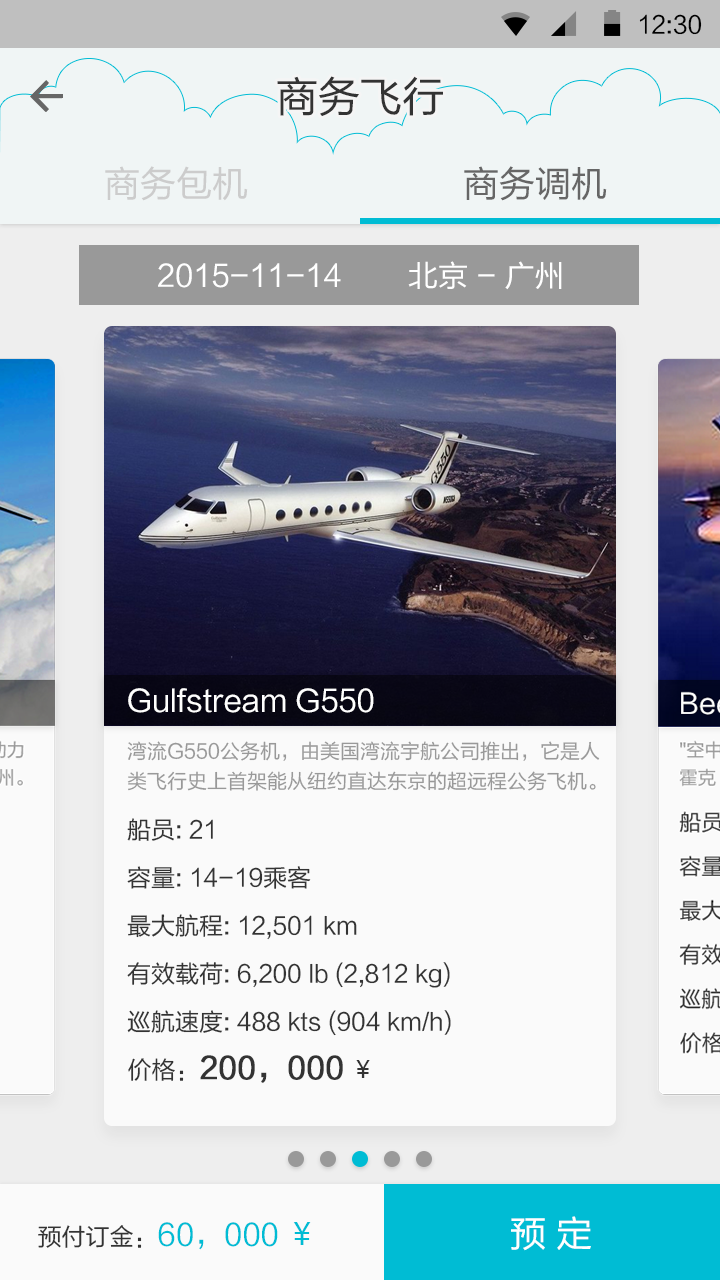 12:30
商务飞行
商务包机
商务调机
2015-11-14 北京 - 广州
G550
Gulfstream G550
湾流G550公务机，由美国湾流宇航公司推出，它是人
类飞行史上首架能从纽约直达东京的超远程公务飞机。
船员: 21
容量: 14-19乘客
最大航程: 12,501 km
有效载荷: 6,200 lb (2,812 kg)
巡航速度: 488 kts (904 km/h)
价格：200，000 ¥
力
州。
Bee
"空中
霍克
船员
容量
最大
有效
巡航
价格
预付订金：60，000 ¥
预 定